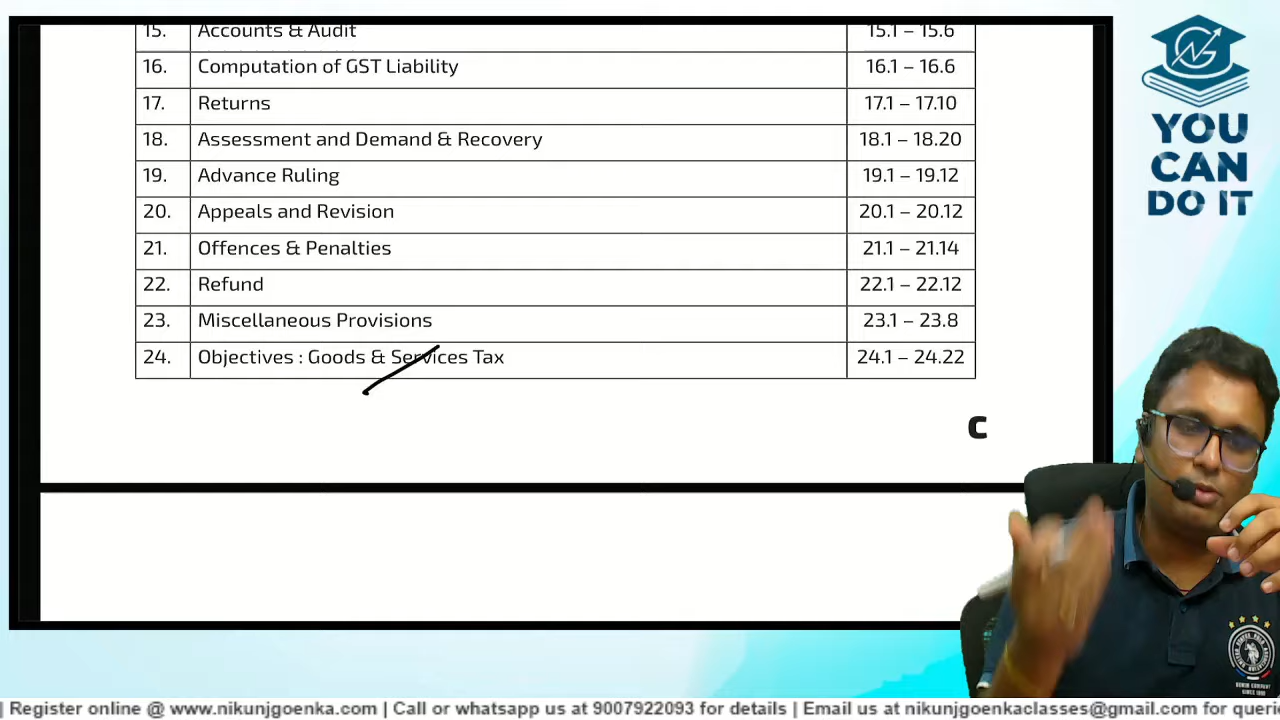 15. Accounts & Audit 15.1 – 15.6
16. Computation of GST Liability 16.1 – 16.6
17. Returns 17.1 – 17.10
18. Assessment and Demand & Recovery 18.1 – 18.20
19. Advance Ruling 19.1 – 19.12
20. Appeals and Revision 20.1 – 20.12
21. Offences & Penalties 21.1 – 21.14
22. Refund 22.1 – 22.12
23. Miscellaneous Provisions 23.1 – 23.8
24. Objectives : Goods & Services Tax 24.1 – 24.22
C
NG
YOU
CAN
DO IT
| Register online @ www.nikunjgoenka.com | Call or whatsapp us at 9007922093 for details | Email us at nikunjgoenkaclasses@gmail.com for queri